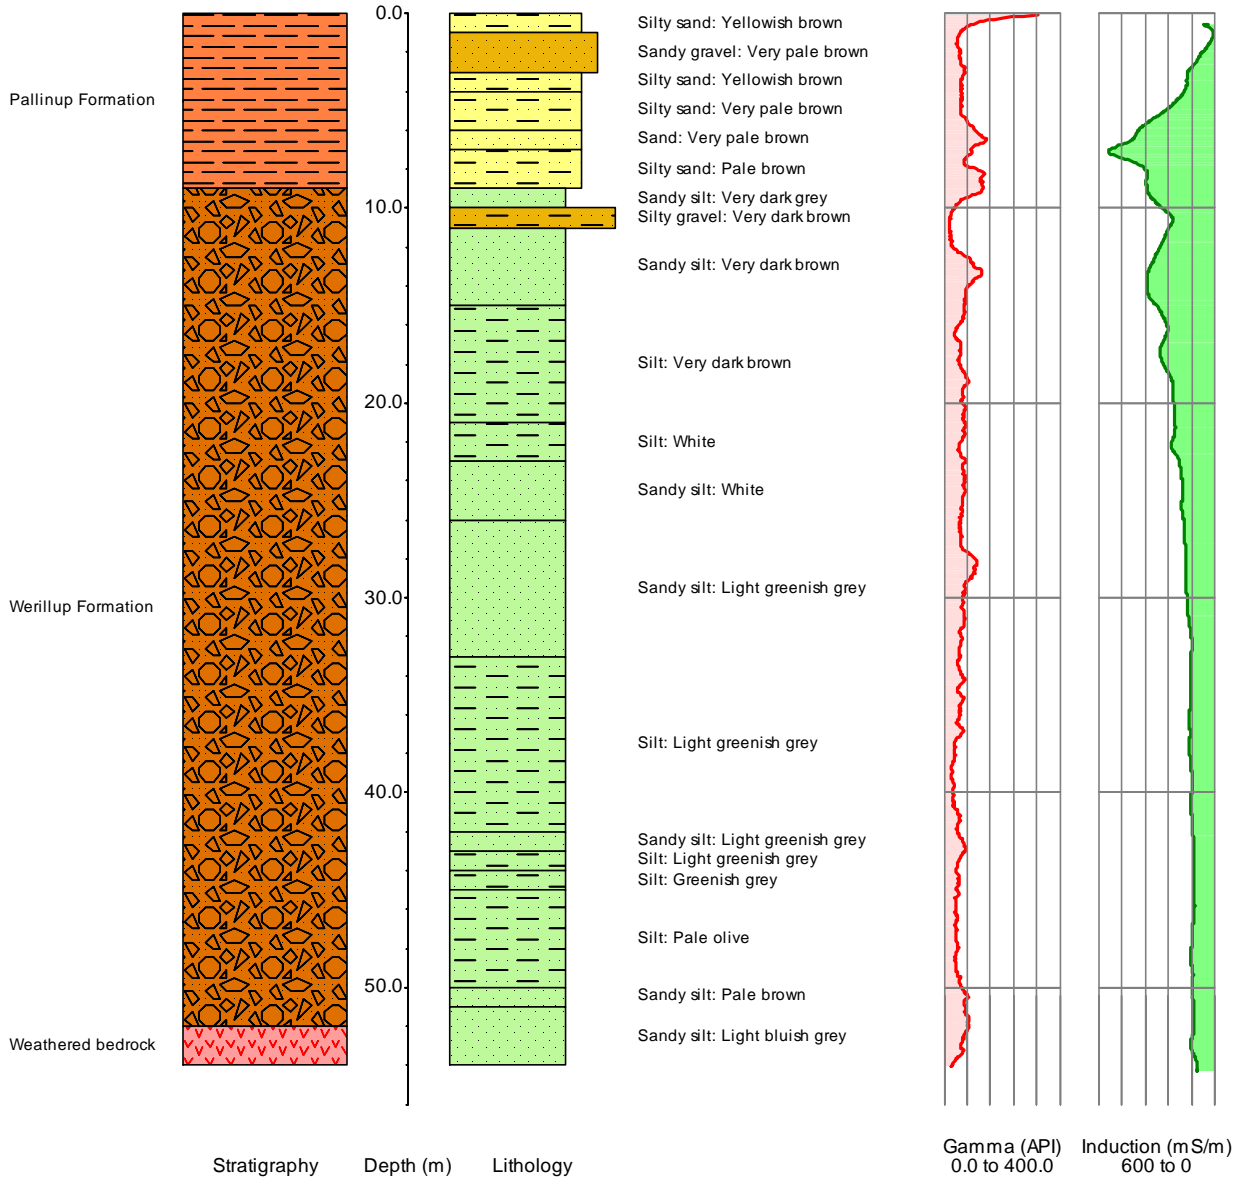 Pallinup Formation
Werillup Formation
Weathered bedrock
Stratigraphy
0.0
10.0
20.0
30.0
40.0
50.0
Depth (m)
Lithology
Silty sand: Yellowish brown
Sandy gravel: Very pale brown
Silty sand: Yellowish brown
Silty sand: Very pale brown
Sand: Very pale brown
Silty sand: Pale brown
Sandy silt: Very dark grey
Silty gravel: Very dark brown
Sandy silt: Very dark brown
Silt: Very dark brown
Silt: White
Sandy silt: White
Sandy silt: Light greenish grey
Silt: Light greenish grey
Sandy silt: Light greenish grey
Silt: Light greenish grey
Silt: Greenish grey
Silt: Pale olive
Sandy silt: Pale brown
Sandy silt: Light bluish grey
Gamma (API)
0.0 to 400.0
Induction (mS/m)
600 to 0